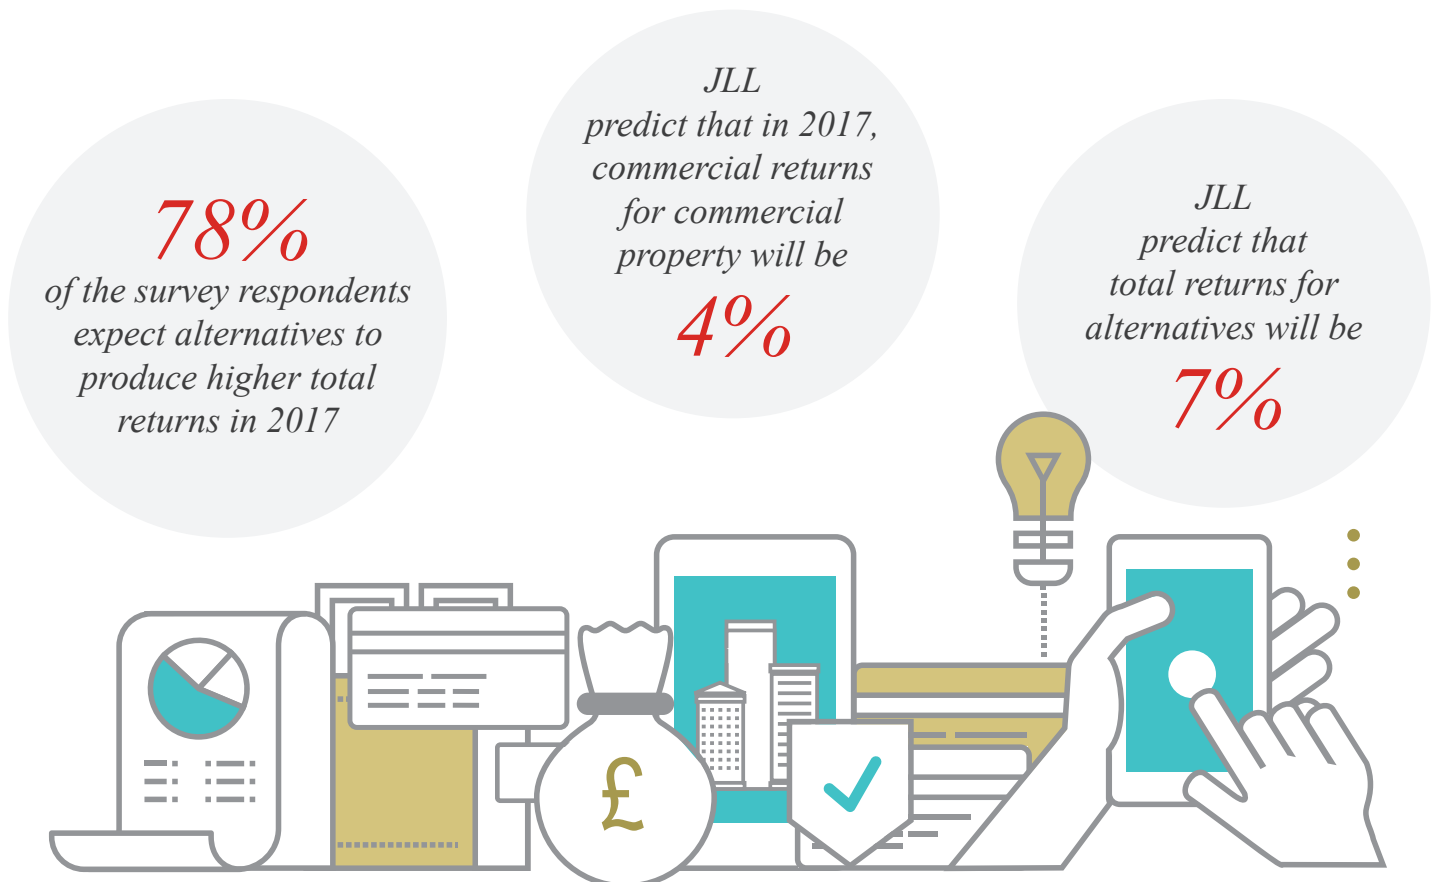 78%
of the survey respondents
expect alternatives to
produce higher total
returns in 2017
JLL
predict that in 2017,
commercial returns
for commercial
property will be
4%
JLL
predict that
total returns for
alternatives will be
7%
£